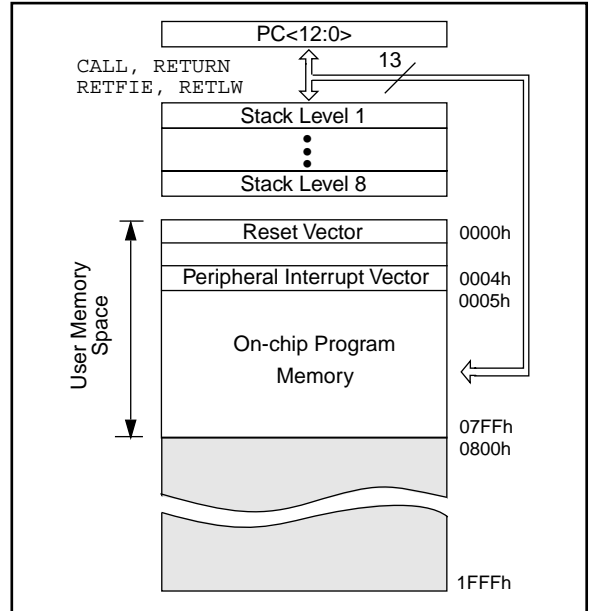 PC<12:0>
CALL, RETURN
RETFIE, RETLW
13
Stack Level 1
Stack Level 8
Reset Vector
0000h
Peripheral Interrupt Vector
0004h
0005h
User Memory
Space
On-chip Program
Memory
07FFh
0800h
1FFFh